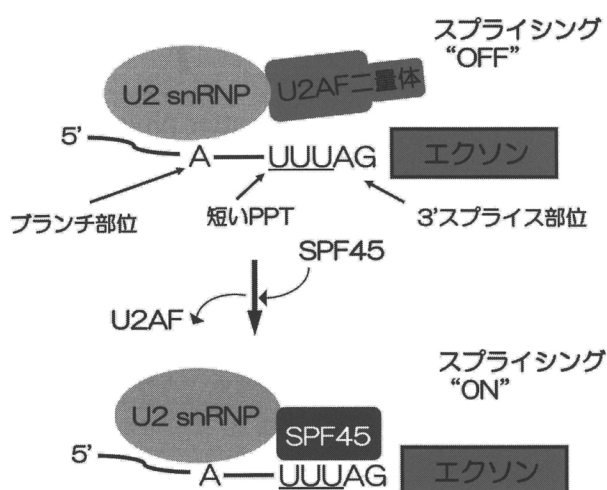 スプライシング
“OFF”
U2 snRNP
U2AF二量体
5’
A
UUUAG
エクソン
ブランチ部位
短いPPT
3’スプライス部位
SPF45
U2AF
スプライシング
“ON”
U2 snRNP
SPF45
5’
A
UUUAG
エクソン